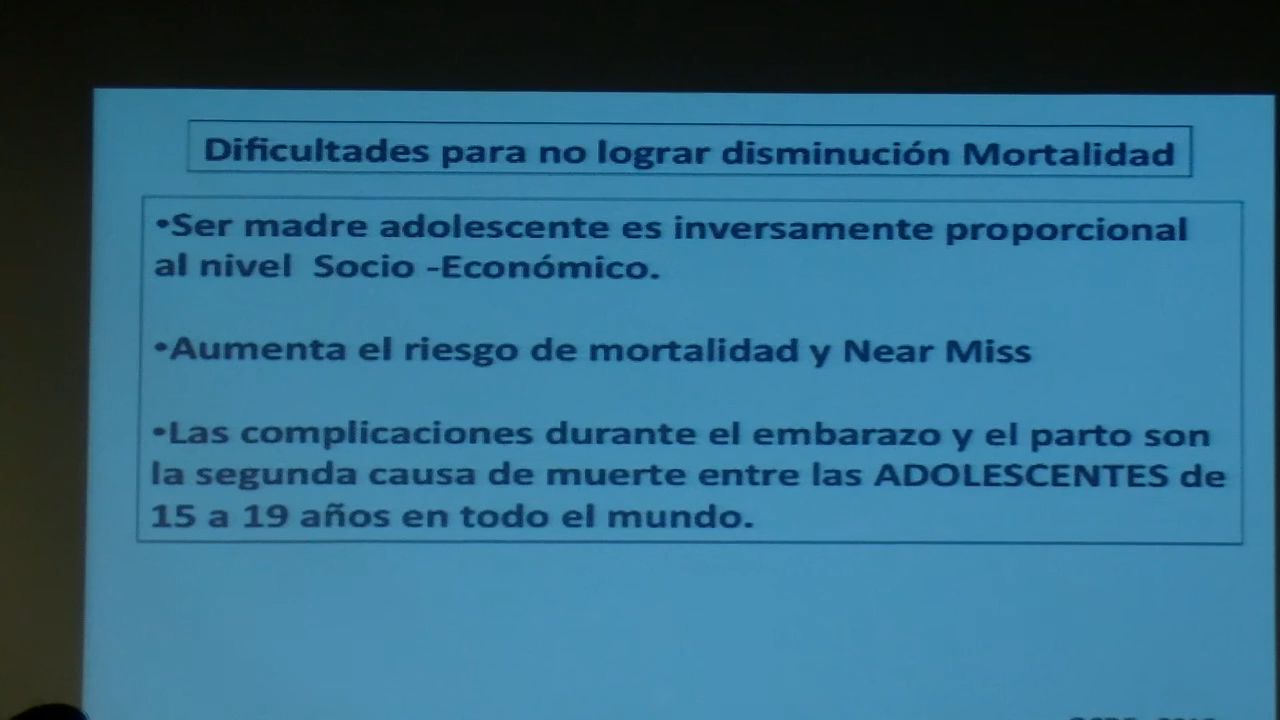 Dificultades para no lograr disminución Mortalidad
•Ser madre adolescente es inversamente proporcional
al nivel  Socio -Económico.
•Aumenta el riesgo de mortalidad y Near Miss
•Las complicaciones durante el embarazo y el parto son
la segunda causa de muerte entre las ADOLESCENTES de
15 a 19 años en todo el mundo.